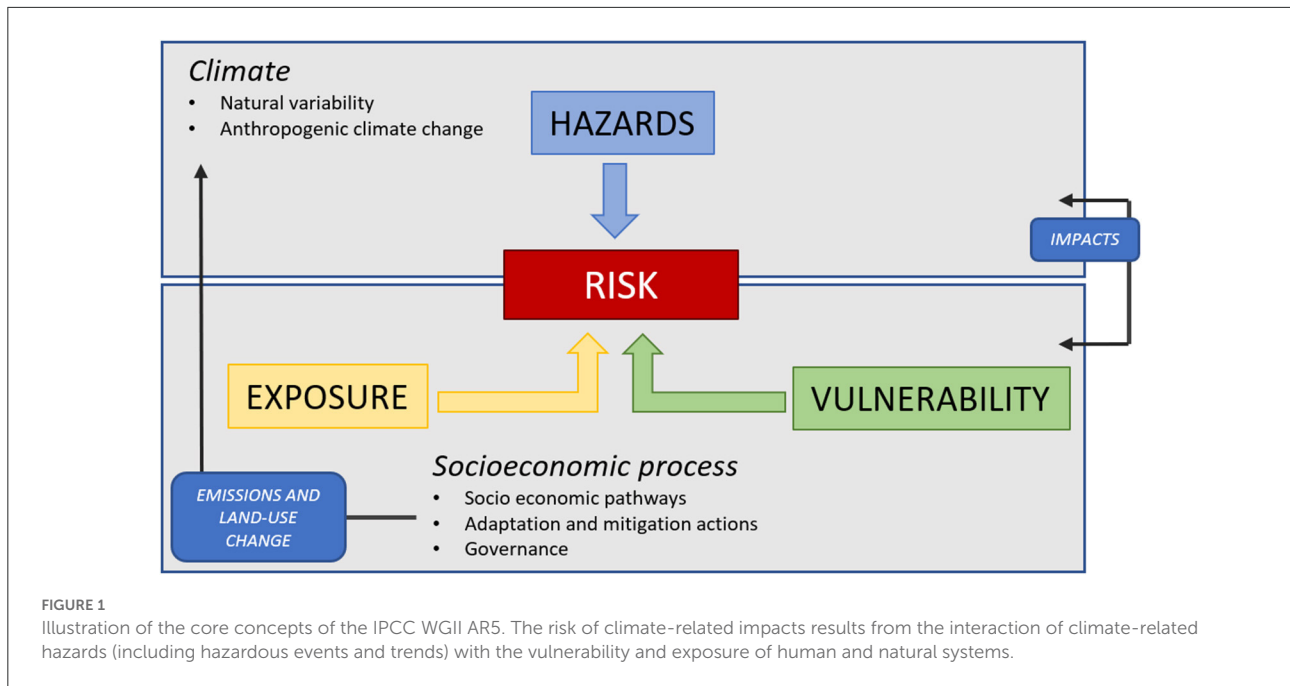 Climate
• Natural variability
• Anthropogenic climate change
HAZARDS
IMPACTS
RISK
EXPOSURE
VULNERABILITY
Socioeconomic process
• Socio economic pathways
• Adaptation and mitigation actions
• Governance
EMISSIONS AND
LAND-USE
CHANGE
FIGURE 1
Illustration of the core concepts of the IPCC WGII AR5. The risk of climate-related impacts results from the interaction of climate-related
hazards (including hazardous events and trends) with the vulnerability and exposure of human and natural systems.